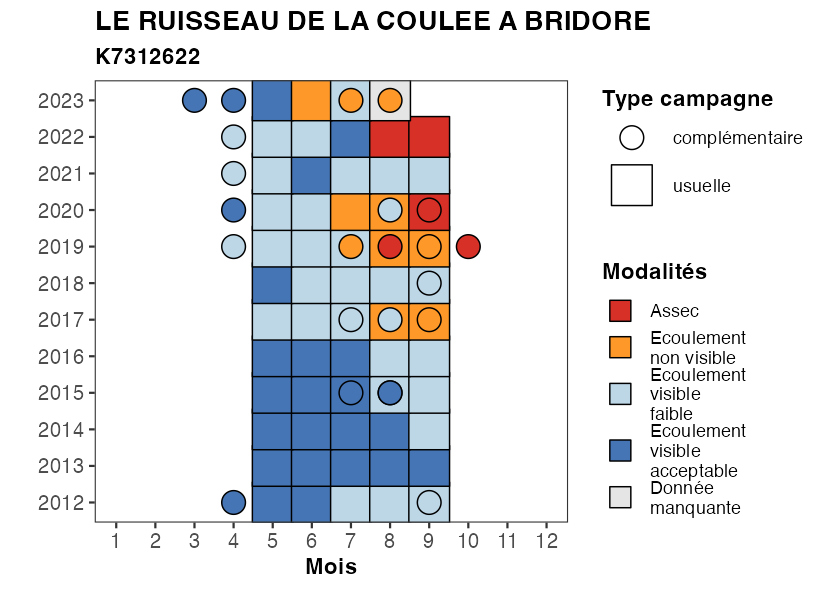 LE RUISSEAU DE LA COULEE A BRIDORE
K7312622
2023
2022
2021
2020
2019
2018
2017
2016
2015
2014
2013
2012
1 2 3 4 5 6 7 8 9 10 11 12
Mois
Type campagne
complémentaire
usuelle
Modalités
Assec
Ecoulement
non visible
Ecoulement
visible
faible
Ecoulement
visible
acceptable
Donnée
manquante